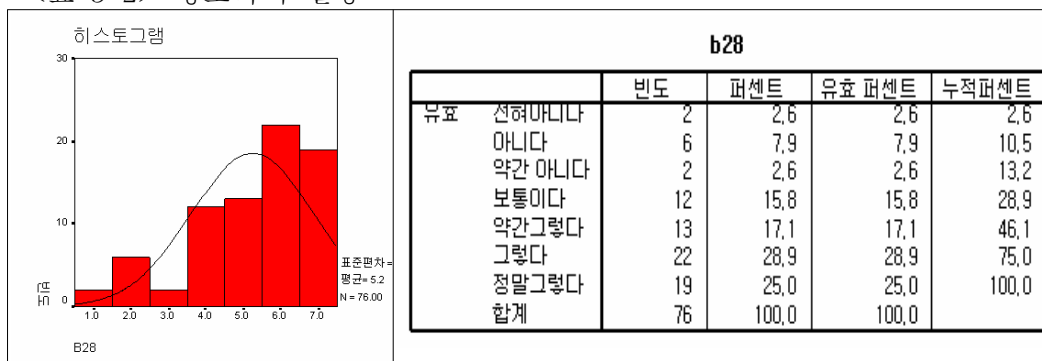 히스토그램
30
20
10
0
빈도
1.0 2.0 3.0 4.0 5.0 6.0 7.0
표준편차 =
평균= 5.2
N = 76.00
B28
b28
빈도 퍼센트 유효 퍼센트 누적퍼센트
유효 전혀아니다 2 2,6 2,6 2,6
아니다 6 7,9 7,9 10,5
약간 아니다 2 2,6 2,6 13,2
보통이다 12 15,8 15,8 28,9
약간그렇다 13 17,1 17,1 46,1
그렇다 22 28,9 28,9 75,0
정말그렇다 19 25,0 25,0 100,0
합계 76 100,0 100,0